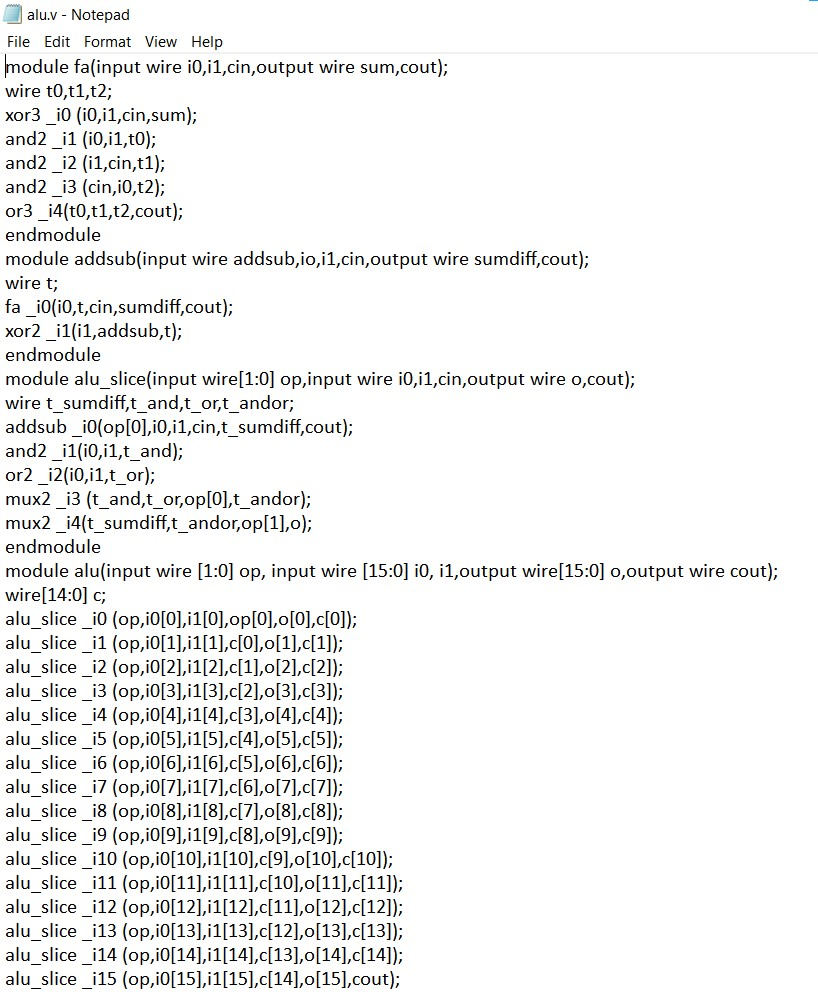 alu.v - Notepad
File Edit Format View Help
module fa(input wire i0,i1,cin,output wire sum,cout);
wire t0,t1,t2;
xor3 _i0 (i0,i1,cin,sum);
and2 _i1 (i0,i1,t0);
and2 _i2 (i1,cin,t1);
and2 _i3 (cin,i0,t2);
or3 _i4(t0,t1,t2,cout);
endmodule
module addsub(input wire addsub,io,i1,cin,output wire sumdiff,cout);
wire t;
fa _i0(i0,t,cin,sumdiff,cout);
xor2 _i1(i1,addsub,t);
endmodule
module alu_slice(input wire[1:0] op,input wire i0,i1,cin,output wire o,cout);
wire t_sumdiff,t_and,t_or,t_andor;
addsub _i0(op[0],i0,i1,cin,t_sumdiff,cout);
and2 _i1(i0,i1,t_and);
or2 _i2(i0,i1,t_or);
mux2 _i3 (t_and,t_or,op[0],t_andor);
mux2 _i4(t_sumdiff,t_andor,op[1],o);
endmodule
module alu(input wire [1:0] op, input wire [15:0] i0, i1,output wire[15:0] o,output wire cout);
wire[14:0] c;
alu_slice _i0 (op,i0[0],i1[0],op[0],o[0],c[0]);
alu_slice _i1 (op,i0[1],i1[1],c[0],o[1],c[1]);
alu_slice _i2 (op,i0[2],i1[2],c[1],o[2],c[2]);
alu_slice _i3 (op,i0[3],i1[3],c[2],o[3],c[3]);
alu_slice _i4 (op,i0[4],i1[4],c[3],o[4],c[4]);
alu_slice _i5 (op,i0[5],i1[5],c[4],o[5],c[5]);
alu_slice _i6 (op,i0[6],i1[6],c[5],o[6],c[6]);
alu_slice _i7 (op,i0[7],i1[7],c[6],o[7],c[7]);
alu_slice _i8 (op,i0[8],i1[8],c[7],o[8],c[8]);
alu_slice _i9 (op,i0[9],i1[9],c[8],o[9],c[9]);
alu_slice _i10 (op,i0[10],i1[10],c[9],o[10],c[10]);
alu_slice _i11 (op,i0[11],i1[11],c[10],o[11],c[11]);
alu_slice _i12 (op,i0[12],i1[12],c[11],o[12],c[12]);
alu_slice _i13 (op,i0[13],i1[13],c[12],o[13],c[13]);
alu_slice _i14 (op,i0[14],i1[14],c[13],o[14],c[14]);
alu_slice _i15 (op,i0[15],i1[15],c[14],o[15],cout);